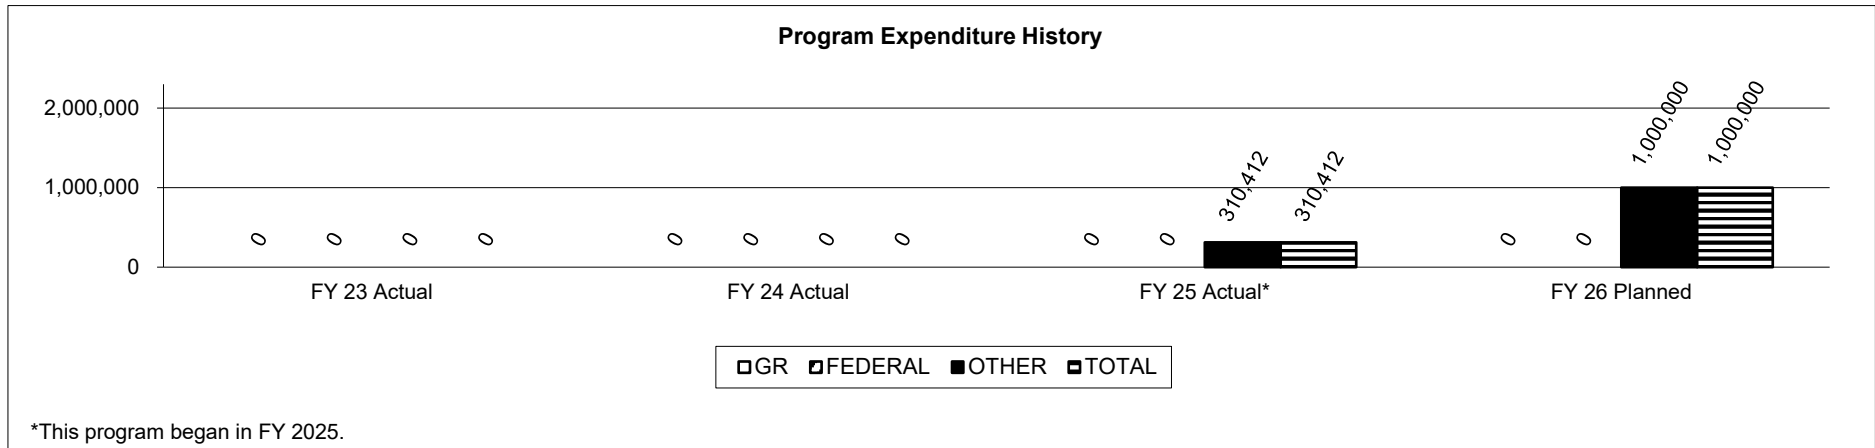 Program Expenditure History
2,000,000
1,000,000
0
0 0 0 0 0 0 0 0 0 0 310,412 310,412 0 0 1,000,000 1,000,000
FY 23 Actual FY 24 Actual FY 25 Actual* FY 26 Planned
GR FEDERAL OTHER TOTAL
*This program began in FY 2025.